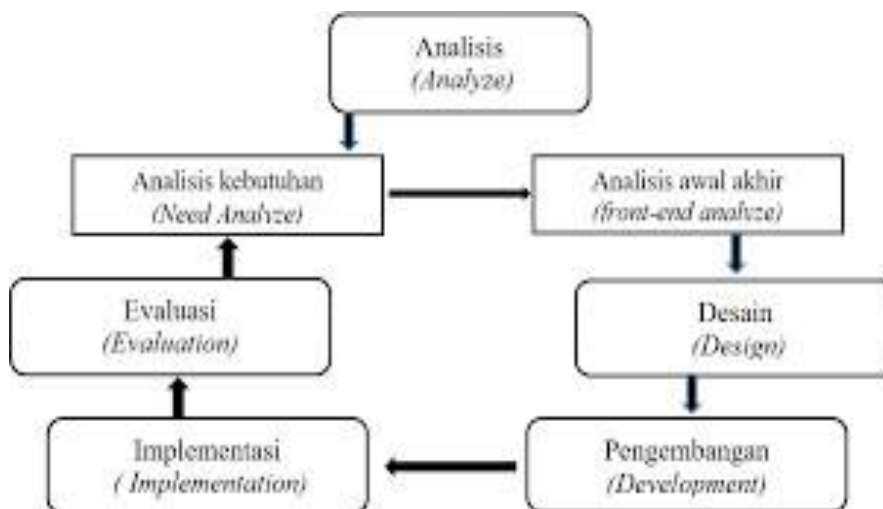 Analisis
(Analyze)
Analisis kebutuhan
(Need Analyze)
Analisis awal akhir
(front-end analyze)
Evaluasi
(Evaluation)
Desain
(Design)
Implementasi
( Implementation)
Pengembangan
(Development)